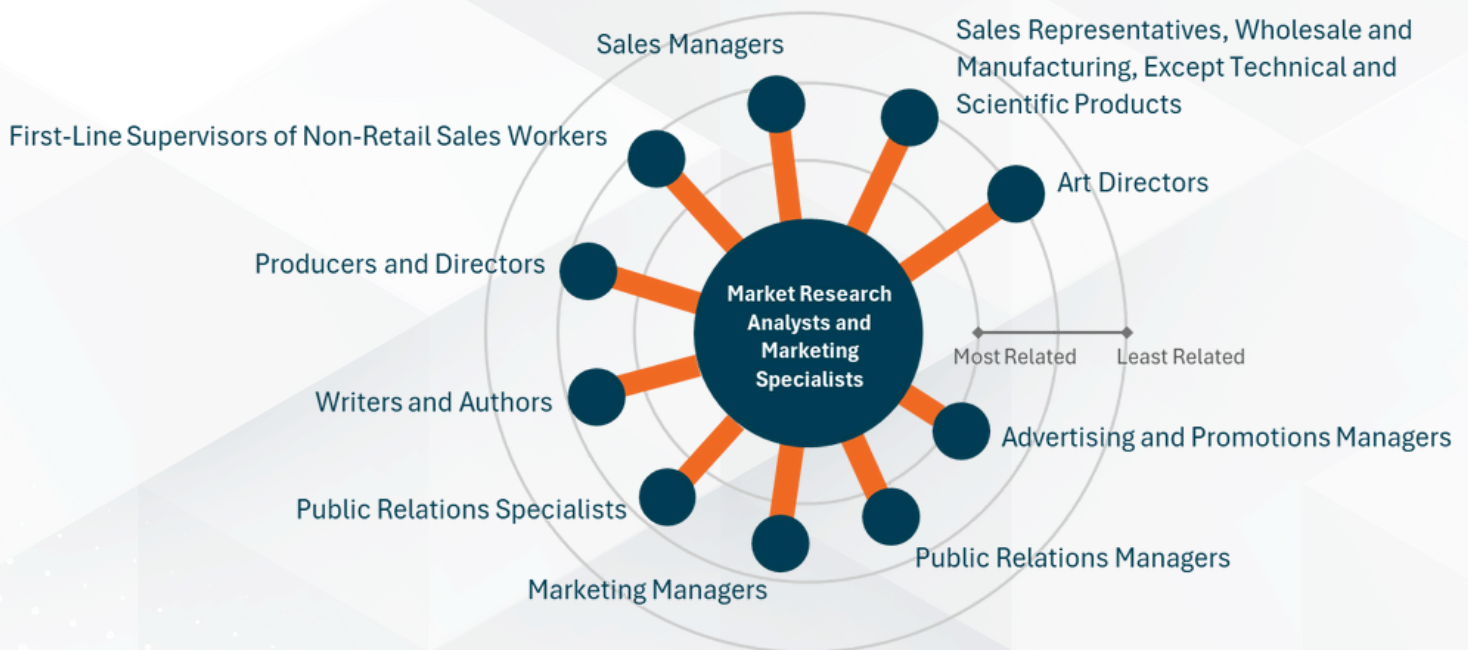 Sales Managers
Sales Representatives, Wholesale and
Manufacturing, Except Technical and
Scientific Products
First-Line Supervisors of Non-Retail Sales Workers
Art Directors
Producers and Directors
Market Research
Analysts and
Marketing
Specialists
Most Related
Least Related
Writers and Authors
Advertising and Promotions Managers
Public Relations Specialists
Public Relations Managers
Marketing Managers